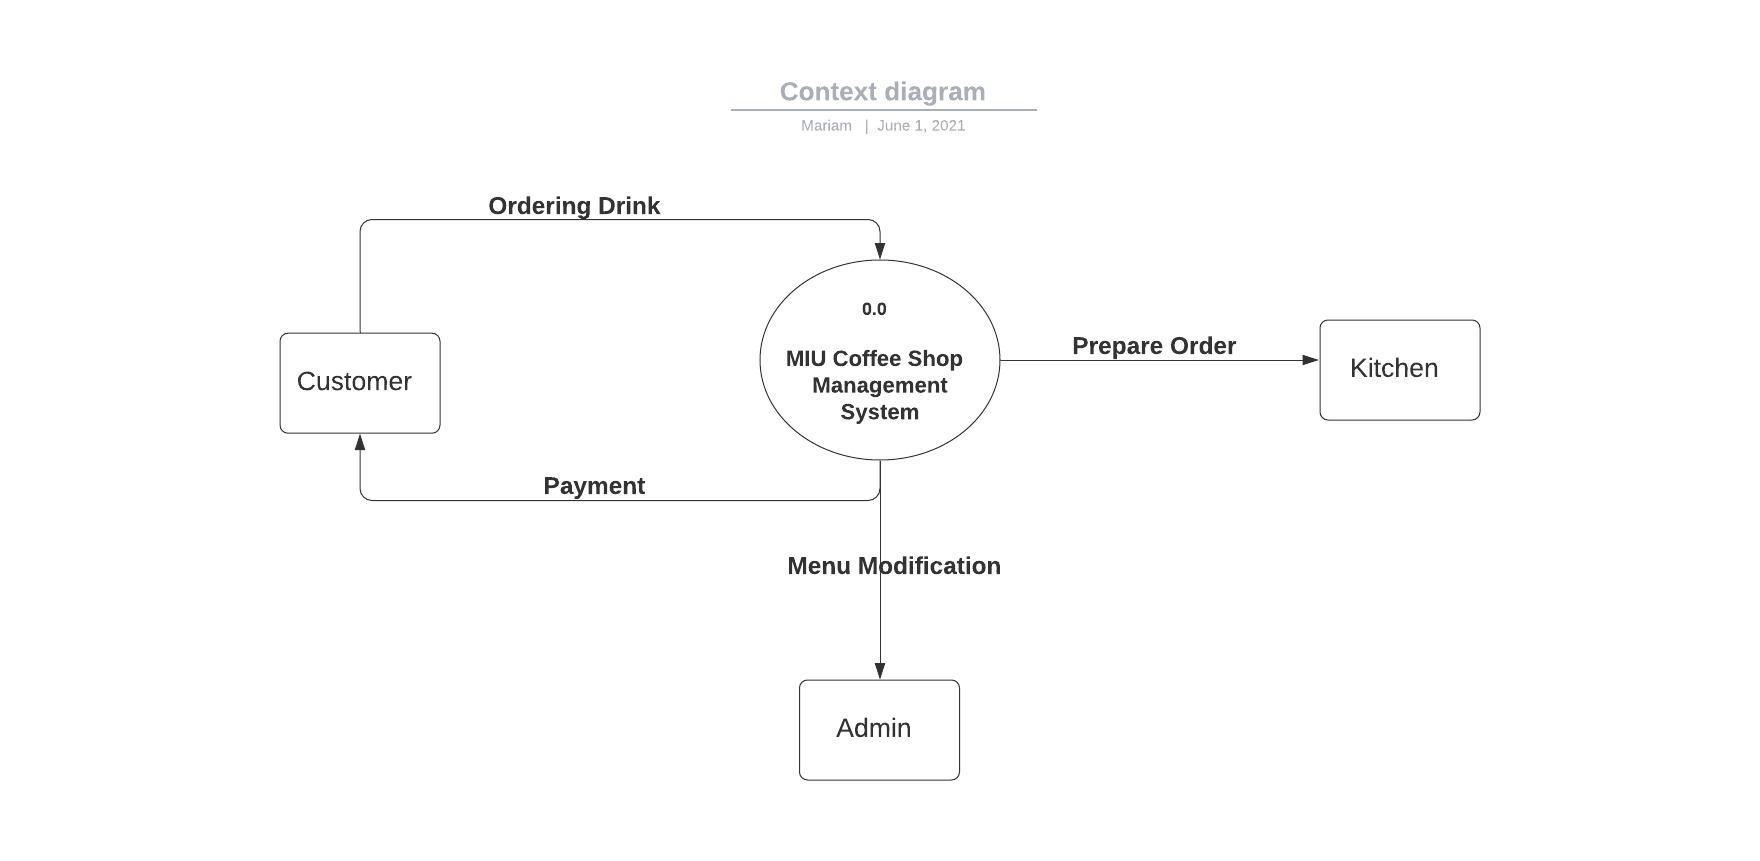 Context diagram
Mariam | June 1, 2021
Ordering Drink
0.0
MIU Coffee Shop
Management
System
Prepare Order
Kitchen
Customer
Payment
Menu Modification
Admin